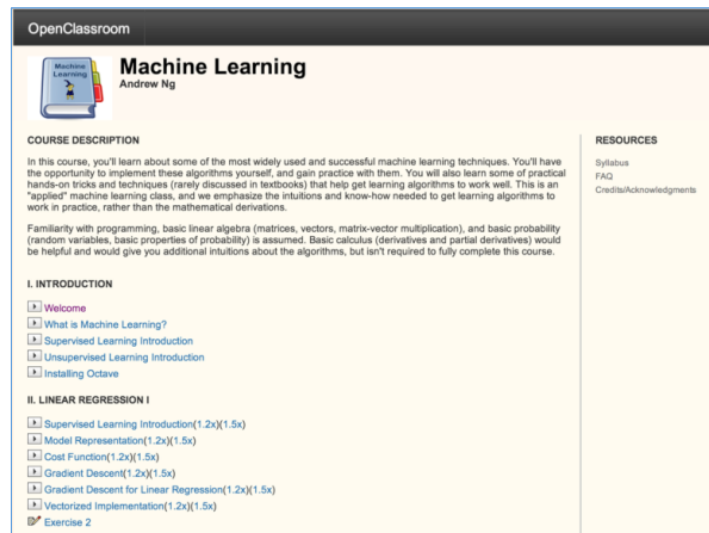 OpenClassroom
Machine
Learning
Machine Learning
Andrew Ng
COURSE DESCRIPTION
In this course, you'll learn about some of the most widely used and successful machine learning techniques. You'll have
the opportunity to implement these algorithms yourself, and gain practice with them. You will also learn some of practical
hands-on tricks and techniques (rarely discussed in textbooks) that help get learning algorithms to work well. This is an
"applied" machine learning class, and we emphasize the intuitions and know-how needed to get learning algorithms to
work in practice, rather than the mathematical derivations.
Familiarity with programming, basic linear algebra (matrices, vectors, matrix-vector multiplication), and basic probability
(random variables, basic properties of probability) is assumed. Basic calculus (derivatives and partial derivatives) would
be helpful and would give you additional intuitions about the algorithms, but isn't required to fully complete this course.
I. INTRODUCTION
Welcome
What is Machine Learning?
Supervised Learning Introduction
Unsupervised Learning Introduction
Installing Octave
II. LINEAR REGRESSION I
Supervised Learning Introduction(1.2x)(1.5x)
Model Representation(1.2x)(1.5x)
Cost Function(1.2x)(1.5x)
Gradient Descent(1.2x)(1.5x)
Gradient Descent for Linear Regression(1.2x)(1.5x)
Vectorized Implementation(1.2x)(1.5x)
Exercise 2
RESOURCES
Syllabus
FAQ
Credits/Acknowledgments